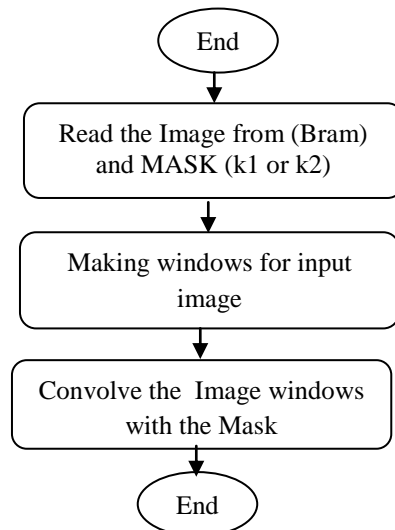 End
Read the Image from (Bram)
and MASK (k1 or k2)
Making windows for input
image
Convolve the Image windows
with the Mask
End